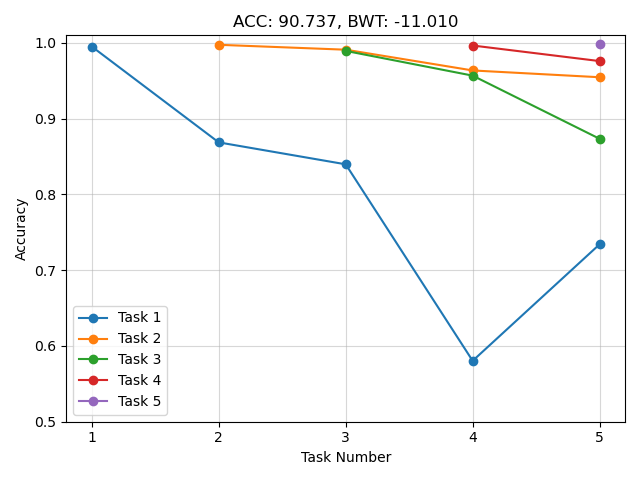 ACC: 90.737, BWT: -11.010
1.0
0.9
0.8
0.7
0.6
0.5
Accuracy
Task 1
Task 2
Task 3
Task 4
Task 5
1 2 3 4 5
Task Number